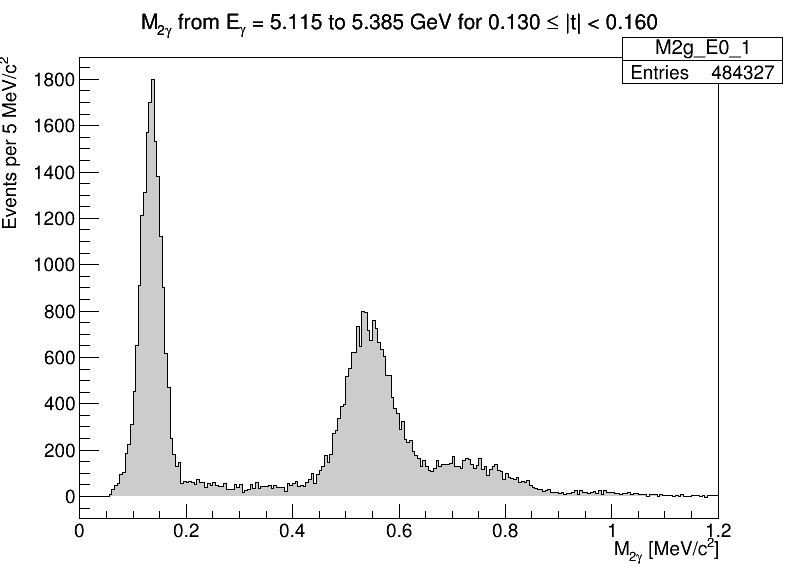 M2γ from Eγ = 5.115 to 5.385 GeV for 0.130 ≤ |t| < 0.160
M2g_E0_1
Entries 484327
Events per 5 MeV/c²
1800
1600
1400
1200
1000
800
600
400
200
0
0 0.2 0.4 0.6 0.8 1 1.2
M2γ [MeV/c²]